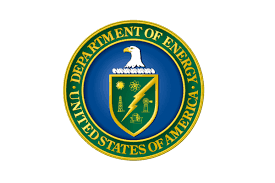 DEPARTMENT OF ENERGY
UNITED STATES OF AMERICA